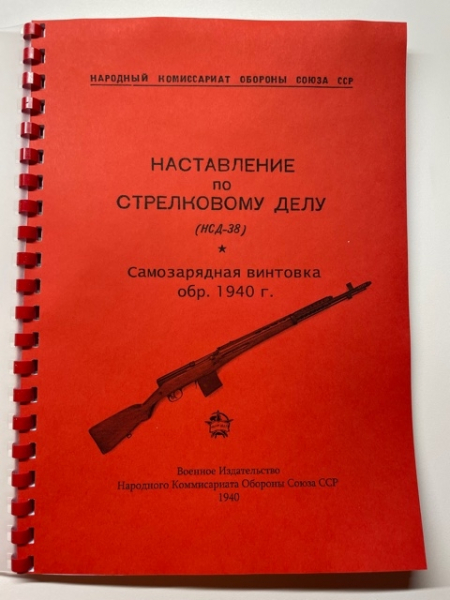 НАРОДНЫЙ КОМИССАРИАТ ОБОРОНЫ СОЮЗА ССР
НАСТАВЛЕНИЕ
по
СТРЕЛКОВОМУ ДЕЛУ
(НСД-38)
Самозарядная винтовка
обр. 1940 г.
Военное Издательство
Народного Комиссариата Обороны Союза ССР
1940